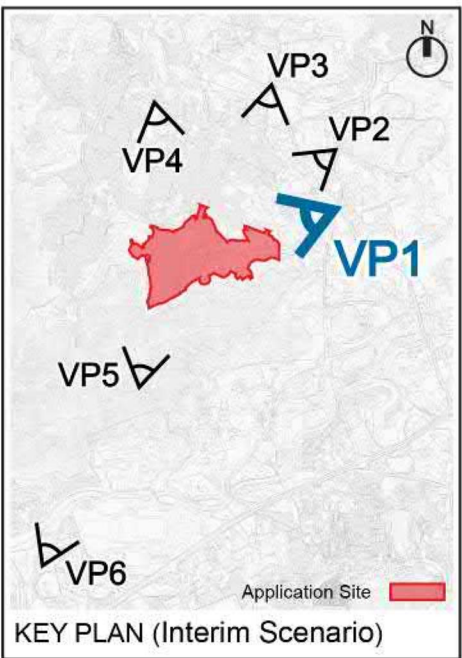 N
VP3
VP2
VP4
VP1
VP5
VP6
Application Site
KEY PLAN (Interim Scenario)